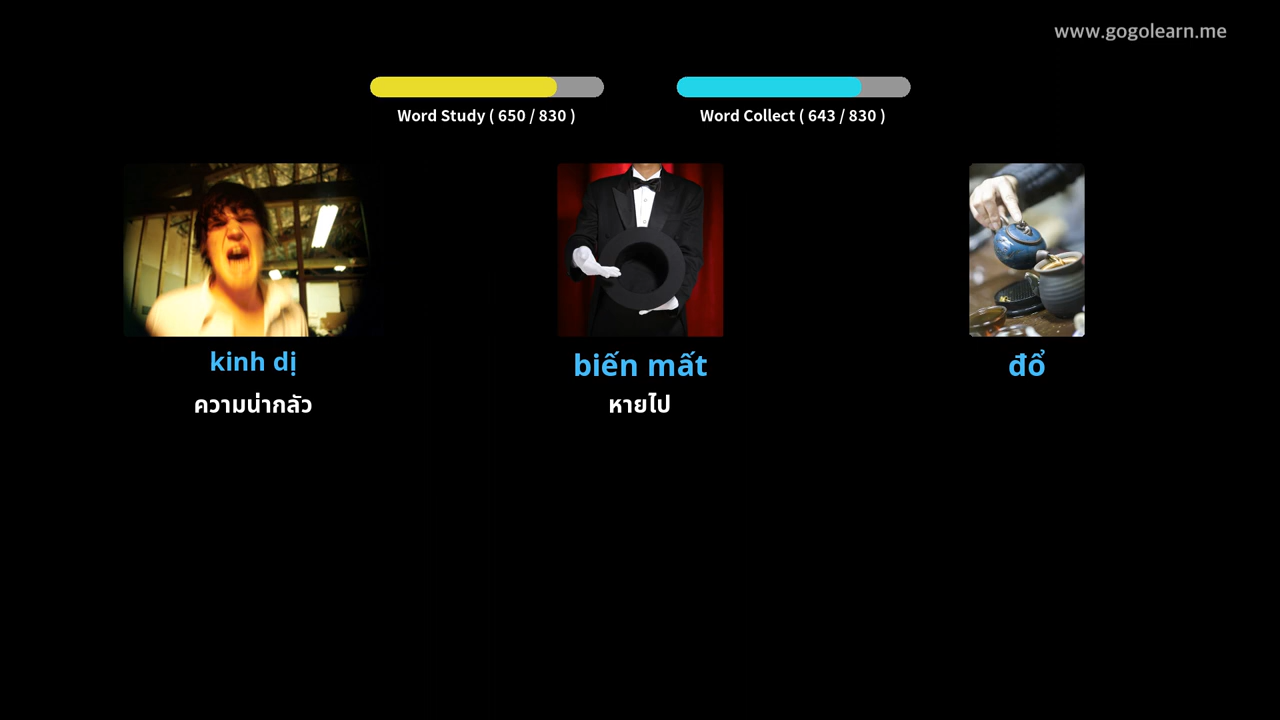 www.gogolearn.me
Word Study ( 650 / 830 )
Word Collect ( 643 / 830 )
kinh dị
ความน่ากลัว
biến mất
หายไป
đổ